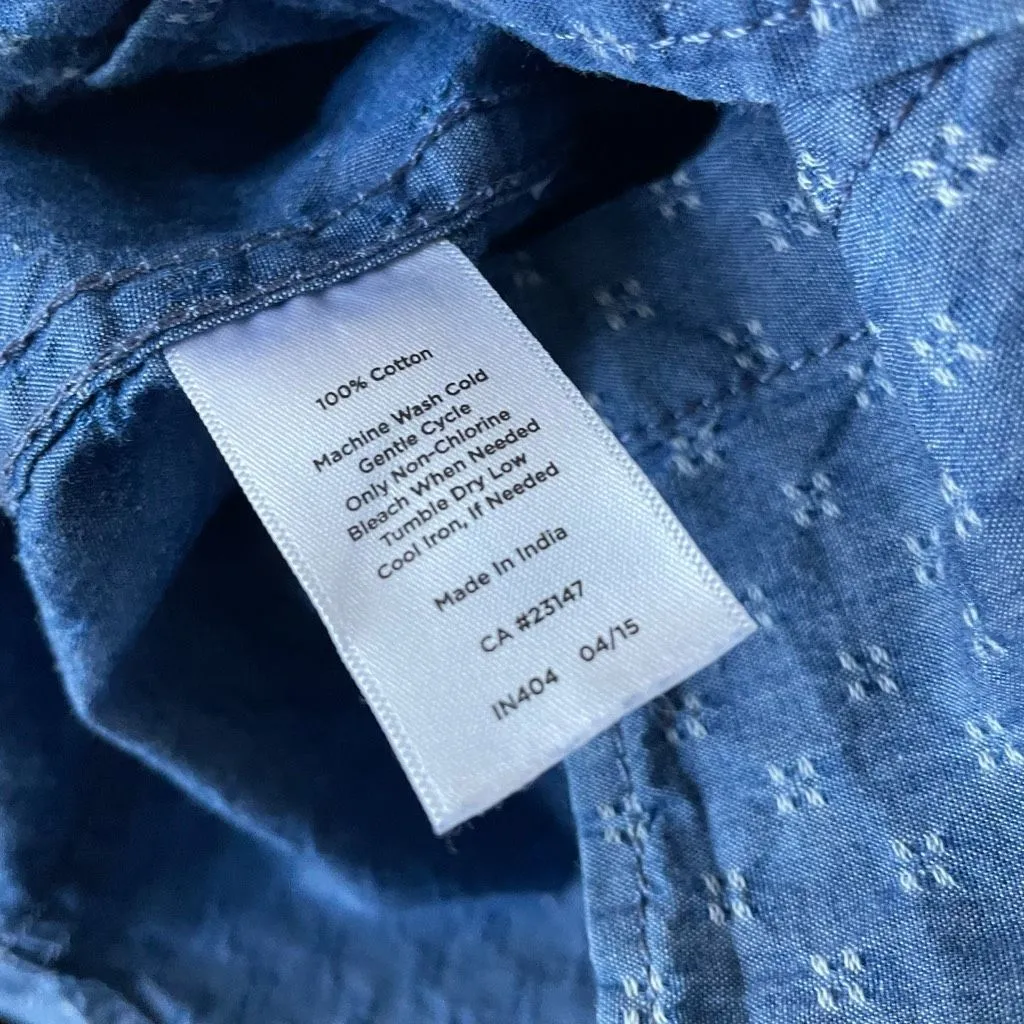 100% Cotton
Machine Wash Cold
Gentle Cycle
Only Non-Chlorine
Bleach When Needed
Tumble Dry Low
Cool Iron, If Needed
Made In India
CA #23147
IN404 04/15